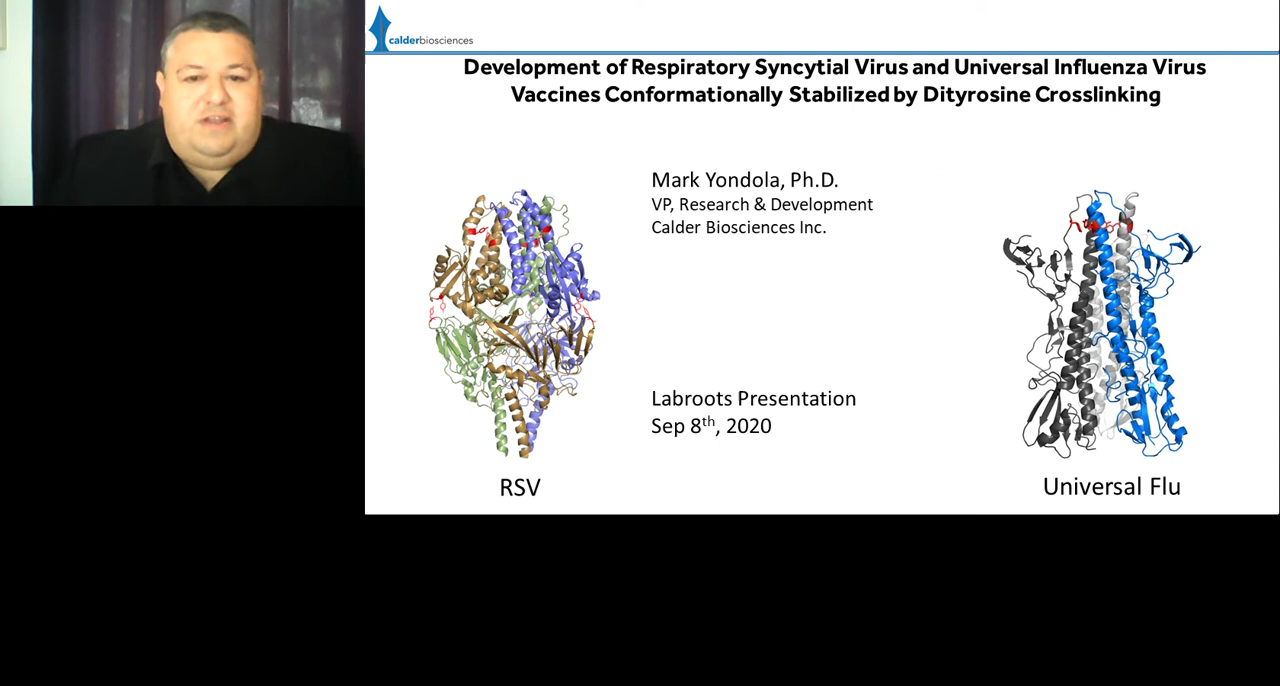 calderbiosciences
Development of Respiratory Syncytial Virus and Universal Influenza Virus
Vaccines Conformationally Stabilized by Dityrosine Crosslinking
Mark Yondola, Ph.D.
VP, Research & Development
Calder Biosciences Inc.
Labroots Presentation
Sep 8th, 2020
RSV
Universal Flu